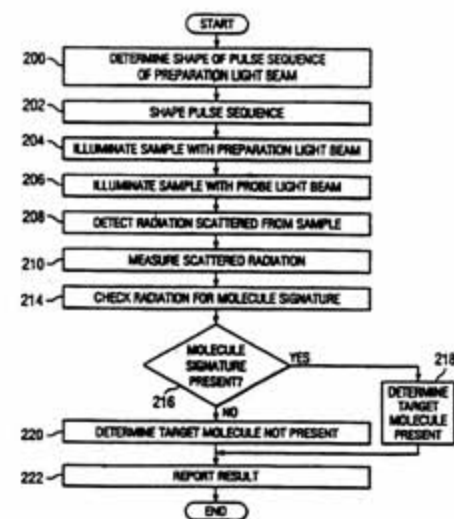 START
200
DETERMINE SHAPE OF PULSE SEQUENCE
OF PREPARATION LIGHT BEAM
202
SHAPE PULSE SEQUENCE
204
ILLUMINATE SAMPLE WITH PREPARATION LIGHT BEAM
206
ILLUMINATE SAMPLE WITH PROBE LIGHT BEAM
208
DETECT RADIATION SCATTERED FROM SAMPLE
210
MEASURE SCATTERED RADIATION
214
CHECK RADIATION FOR MOLECULE SIGNATURE
MOLECULE
SIGNATURE
PRESENT?
216
YES
218
DETERMINE
TARGET
MOLECULE
PRESENT
NO
220
DETERMINE TARGET MOLECULE NOT PRESENT
222
REPORT RESULT
END